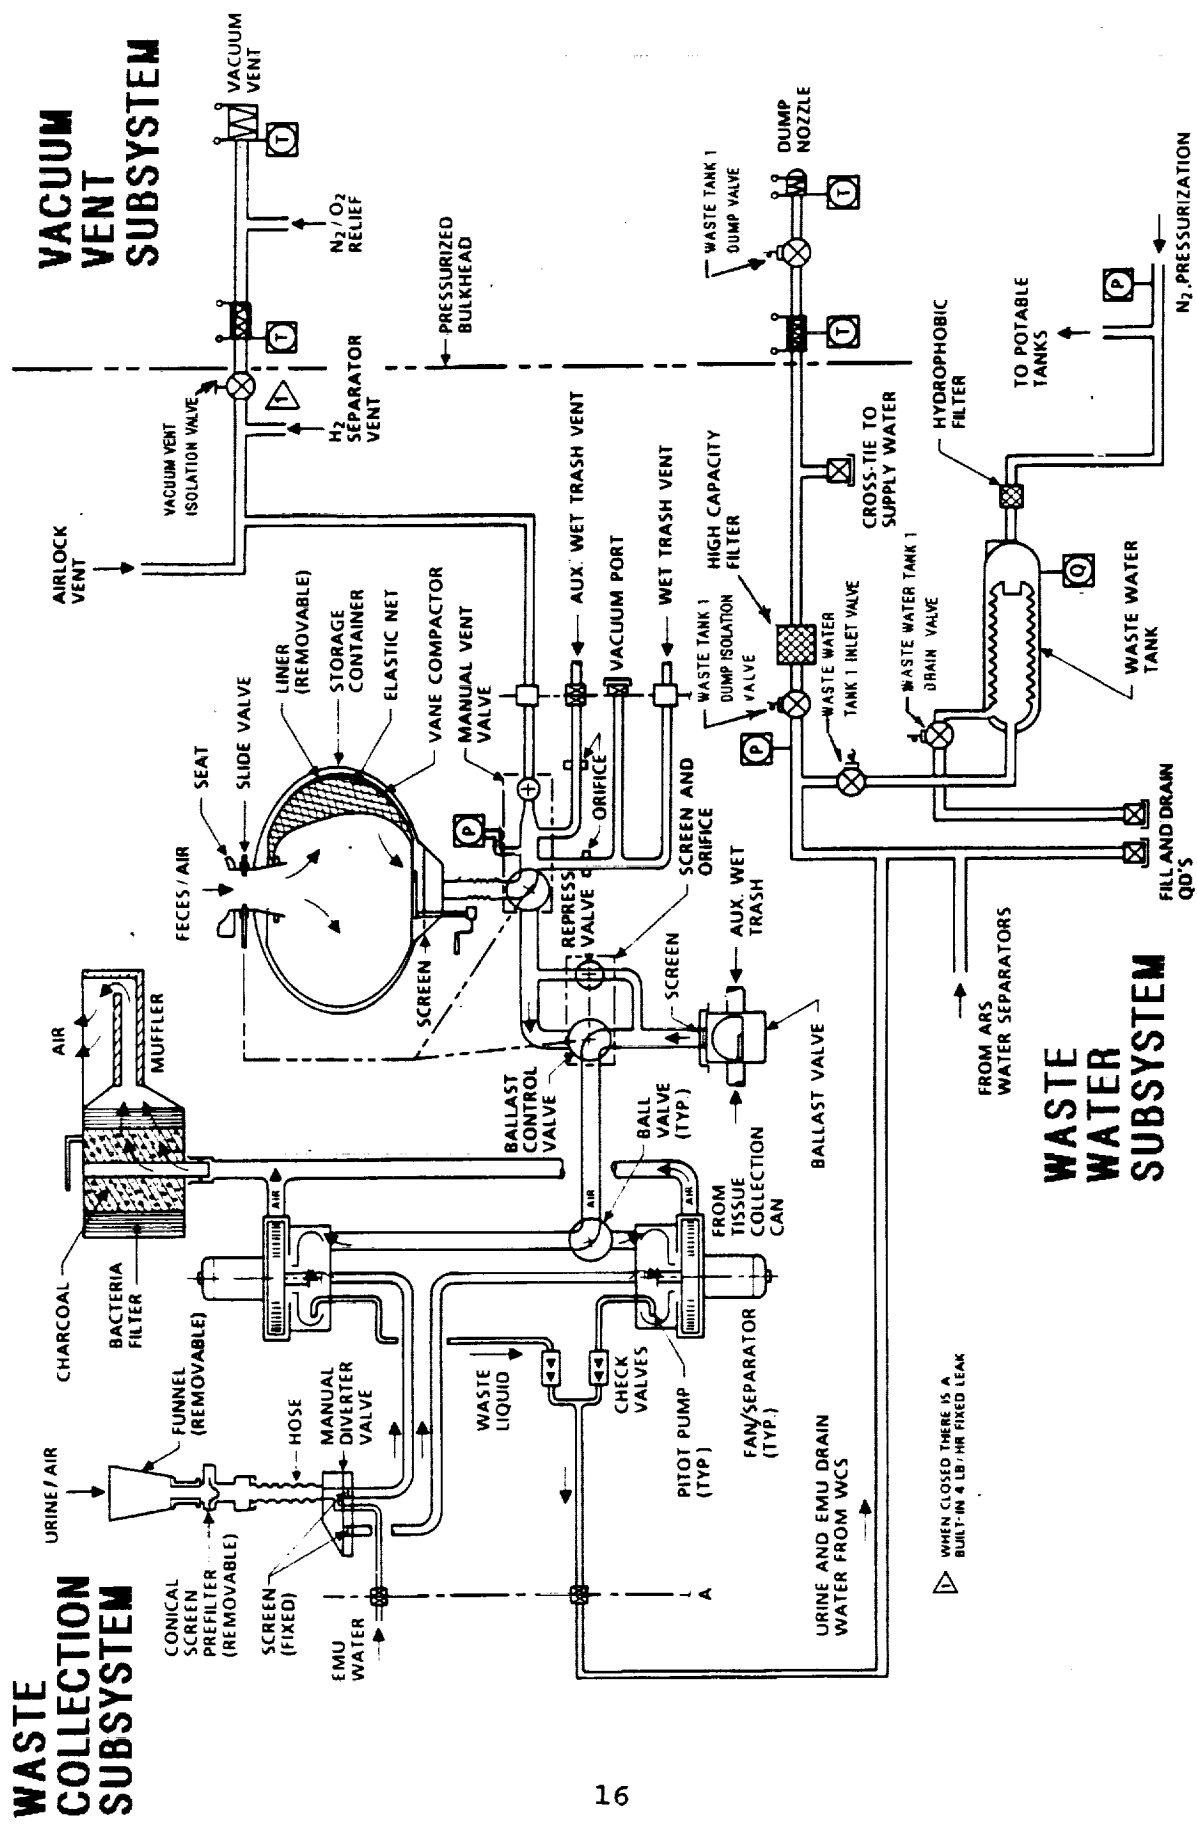 WASTE
COLLECTION
SUBSYSTEM
VACUUM
VENT
SUBSYSTEM
WASTE
WATER
SUBSYSTEM
URINE/AIR
FUNNEL
(REMOVABLE)
CONICAL
SCREEN
PREFILTER
(REMOVABLE)
HOSE
MANUAL
DIVERTER
VALVE
SCREEN
(FIXED)
EMU
WATER
A
CHARCOAL
BACTERIA
FILTER
AIR
MUFFLER
AIR
AIR
AIR
WASTE
LIQUID
CHECK
VALVES
PITOT PUMP
(TYP)
FAN/SEPARATOR
(TYP.)
BALL
VALVE
(TYP.)
BALLAST
CONTROL
VALVE
FROM
TISSUE
COLLECTION
CAN
BALLAST VALVE
AUX. WET
TRASH
SCREEN
SCREEN AND
ORIFICE
REPRESS
VALVE
ORIFICE
FECES/AIR
SEAT
SLIDE VALVE
LINER
(REMOVABLE)
STORAGE
CONTAINER
ELASTIC NET
VANE COMPACTOR
MANUAL VENT
VALVE
SCREEN
P
AUX. WET TRASH VENT
VACUUM PORT
WET TRASH VENT
AIRLOCK
VENT
VACUUM VENT
ISOLATION VALVE
1
H2
SEPARATOR
VENT
T
N2/O2
RELIEF
T
VACUUM
VENT
PRESSURIZED
BULKHEAD
WASTE TANK 1
DUMP VALVE
DUMP
NOZZLE
T
T
HIGH CAPACITY
FILTER
CROSS-TIE TO
SUPPLY WATER
WASTE TANK 1
DUMP ISOLATION
VALVE
P
WASTE WATER
TANK 1 INLET VALVE
WASTE WATER TANK 1
DRAIN VALVE
HYDROPHOBIC
FILTER
TO POTABLE
TANKS
P
N2 PRESSURIZATION
Q
WASTE WATER
TANK
FILL AND DRAIN
QD'S
FROM ARS
WATER SEPARATORS
URINE AND EMU DRAIN
WATER FROM WCS
1 WHEN CLOSED THERE IS A
BUILT-IN 4 LB/HR FIXED LEAK
16